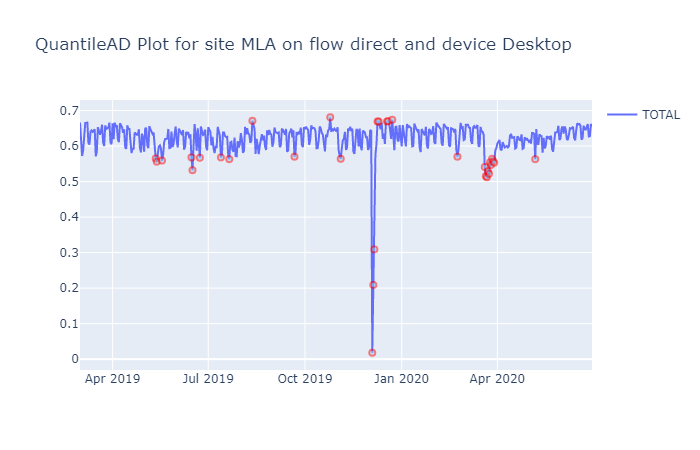 QuantileAD Plot for site MLA on flow direct and device Desktop
0.7
0.6
0.5
0.4
0.3
0.2
0.1
0
Apr 2019
Jul 2019
Oct 2019
Jan 2020
Apr 2020
TOTAL